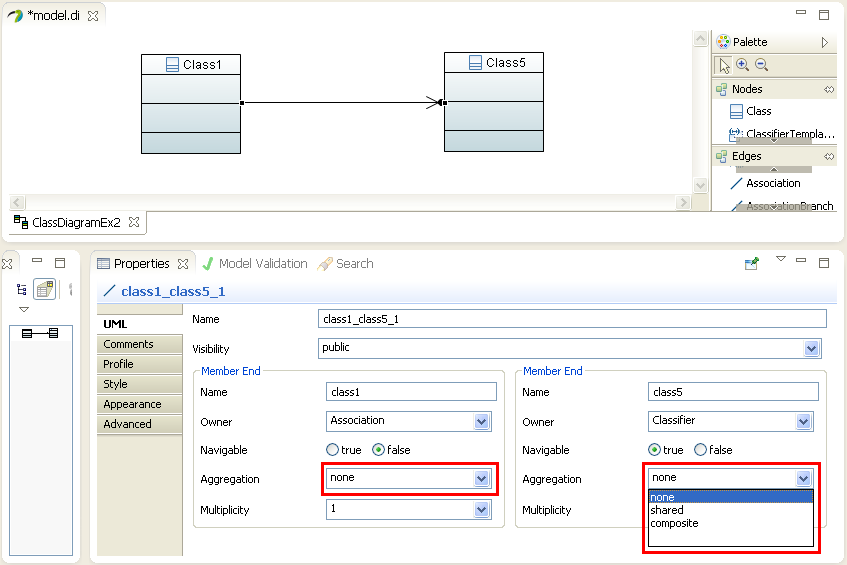 *model.di
Class1
Class5
Palette
Nodes
Class
ClassifierTempla...
Edges
Association
AssociationBranch
ClassDiagramEx2
Properties
Model Validation
Search
class1_class5_1
UML
Comments
Profile
Style
Appearance
Advanced
Name
class1_class5_1
Visibility
public
Member End
Name
class1
Owner
Association
Navigable
true
false
Aggregation
none
Multiplicity
1
Member End
Name
class5
Owner
Classifier
Navigable
true
false
Aggregation
none
Multiplicity
none
shared
composite